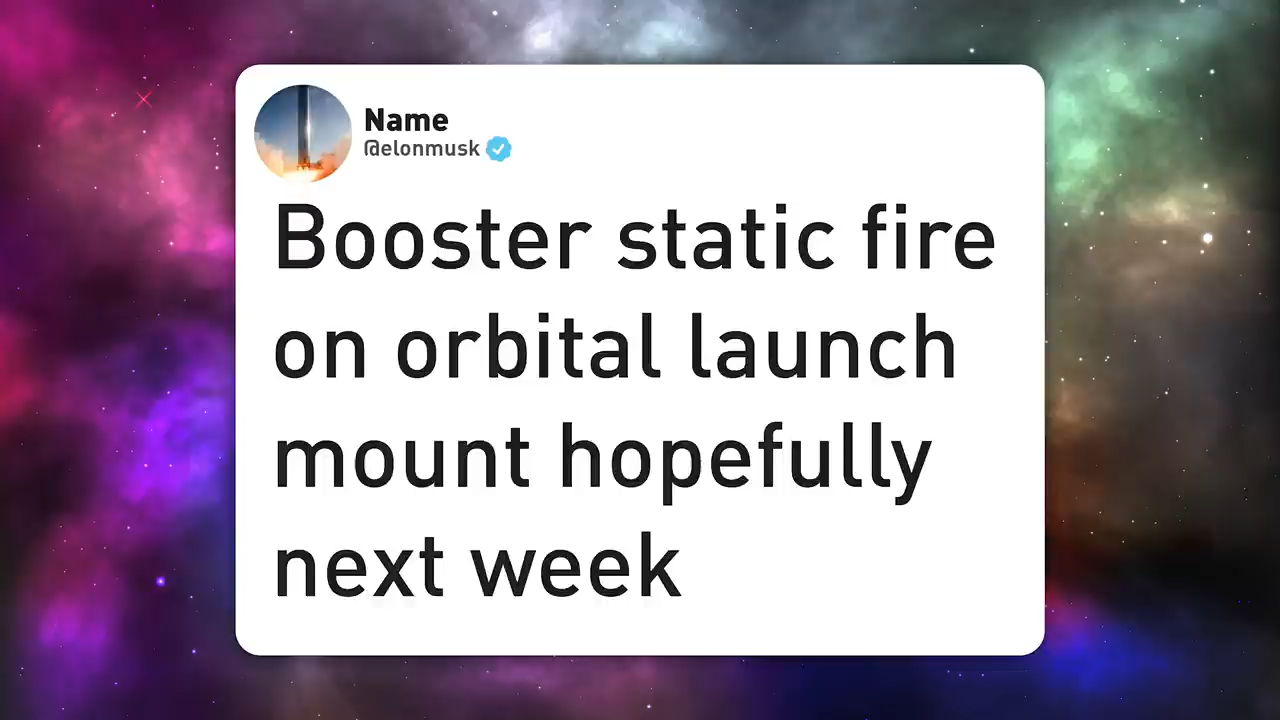 Name
@elonmusk
Booster static fire
on orbital launch
mount hopefully
next week